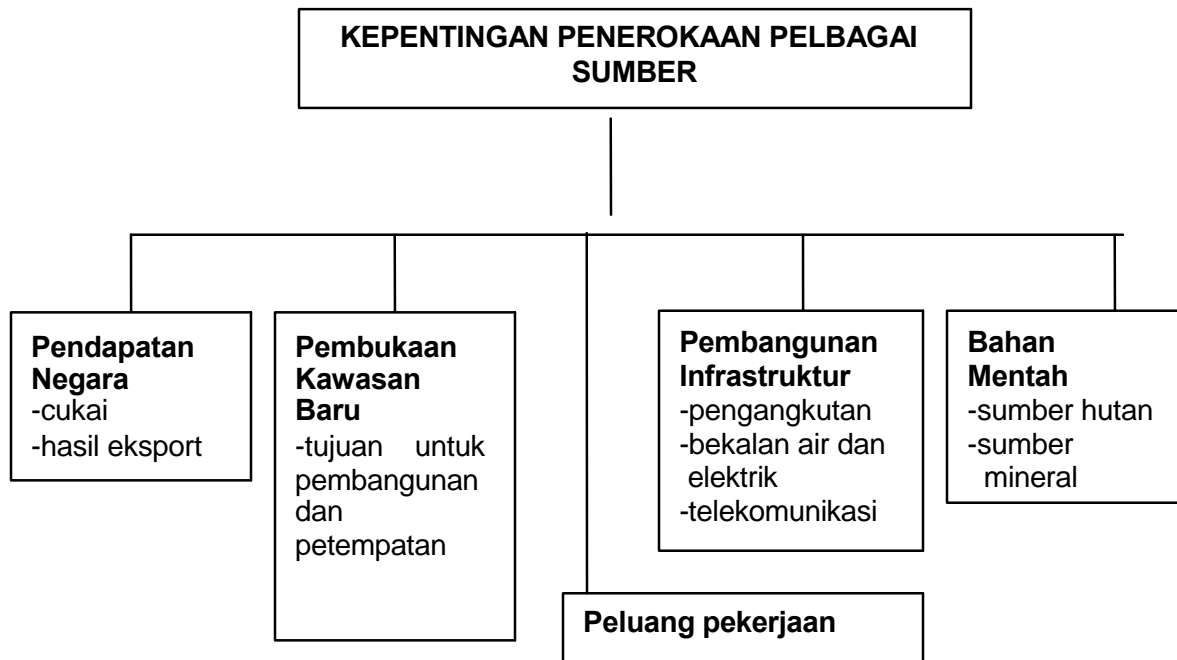 KEPENTINGAN PENEROKAAN PELBAGAI
SUMBER
Pendapatan
Negara
-cukai
-hasil eksport
Pembukaan
Kawasan
Baru
-tujuan untuk
pembangunan
dan
petempatan
Pembangunan
Infrastruktur
-pengangkutan
-bekalan air dan
elektrik
-telekomunikasi
Bahan
Mentah
-sumber hutan
-sumber
mineral
Peluang pekerjaan